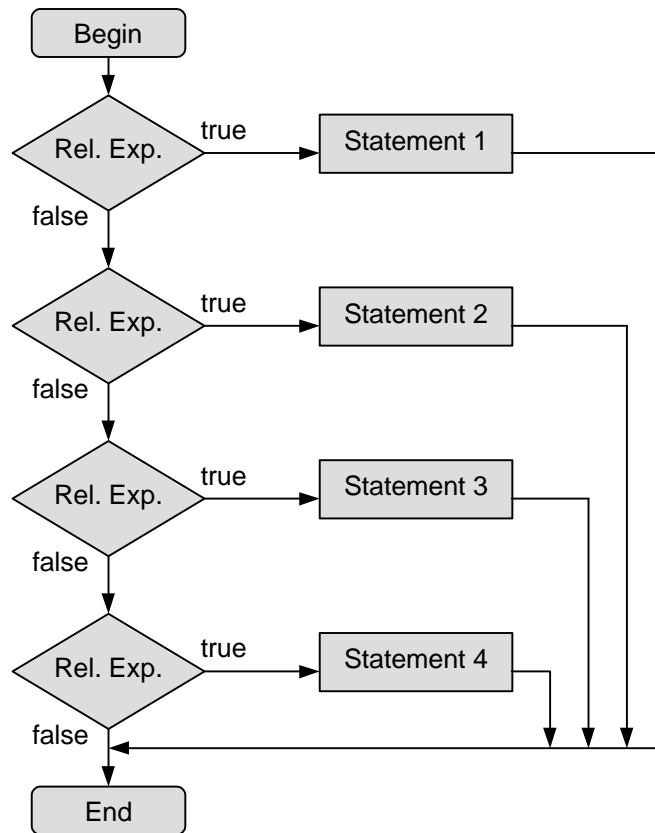 Begin
Rel. Exp.
true
Statement 1
false
Rel. Exp.
true
Statement 2
false
Rel. Exp.
true
Statement 3
false
Rel. Exp.
true
Statement 4
false
End